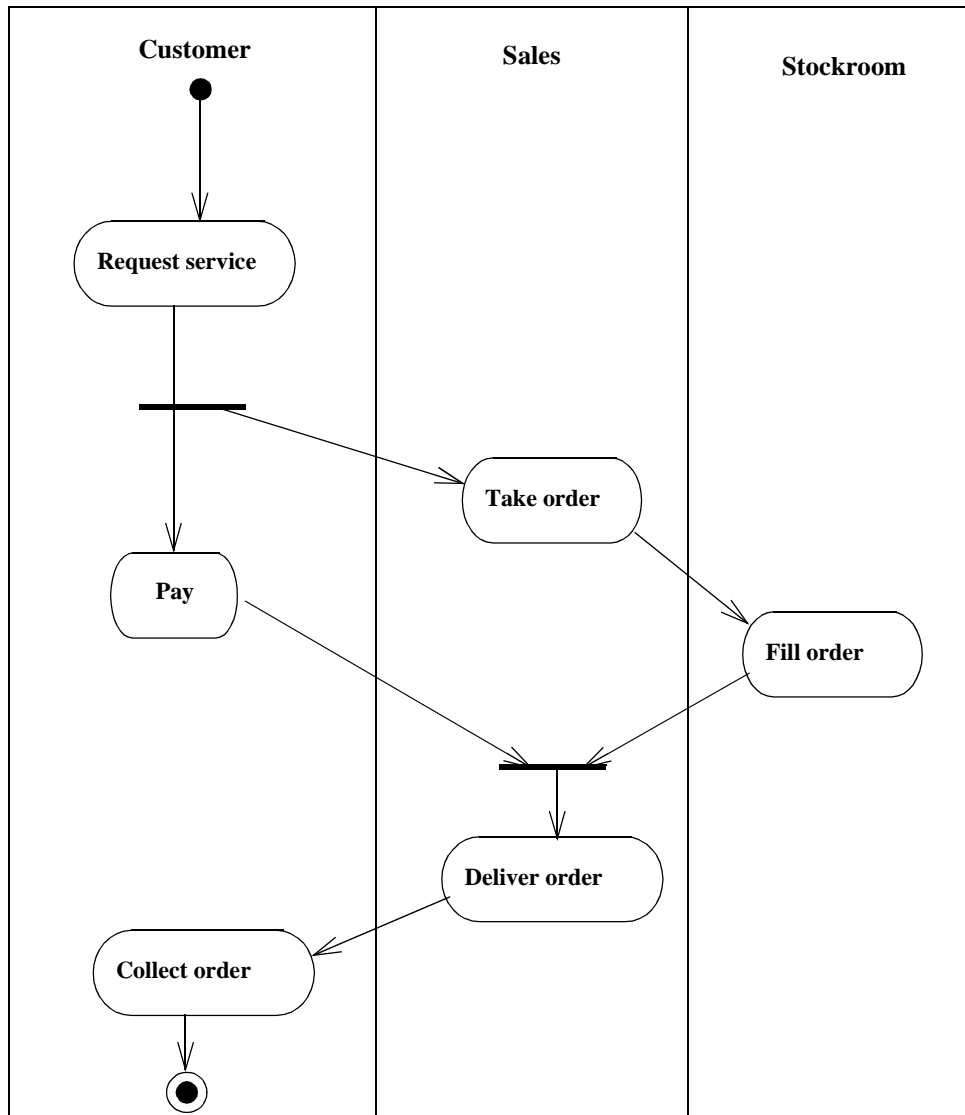 Customer
Sales
Stockroom
Request service
Take order
Pay
Fill order
Deliver order
Collect order